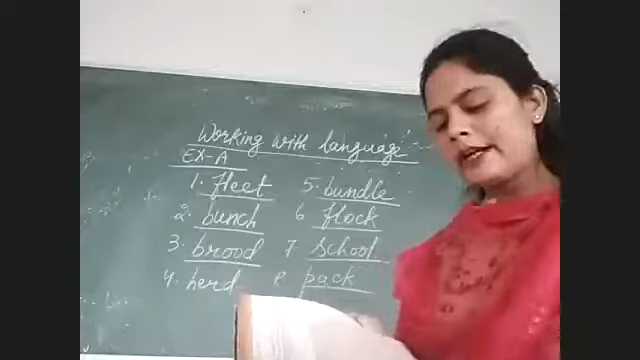 Working with language
EX-A
1. fleet 5. bundle
2. bunch 6 flock
3. brood 7 School
4. herd 8 pack